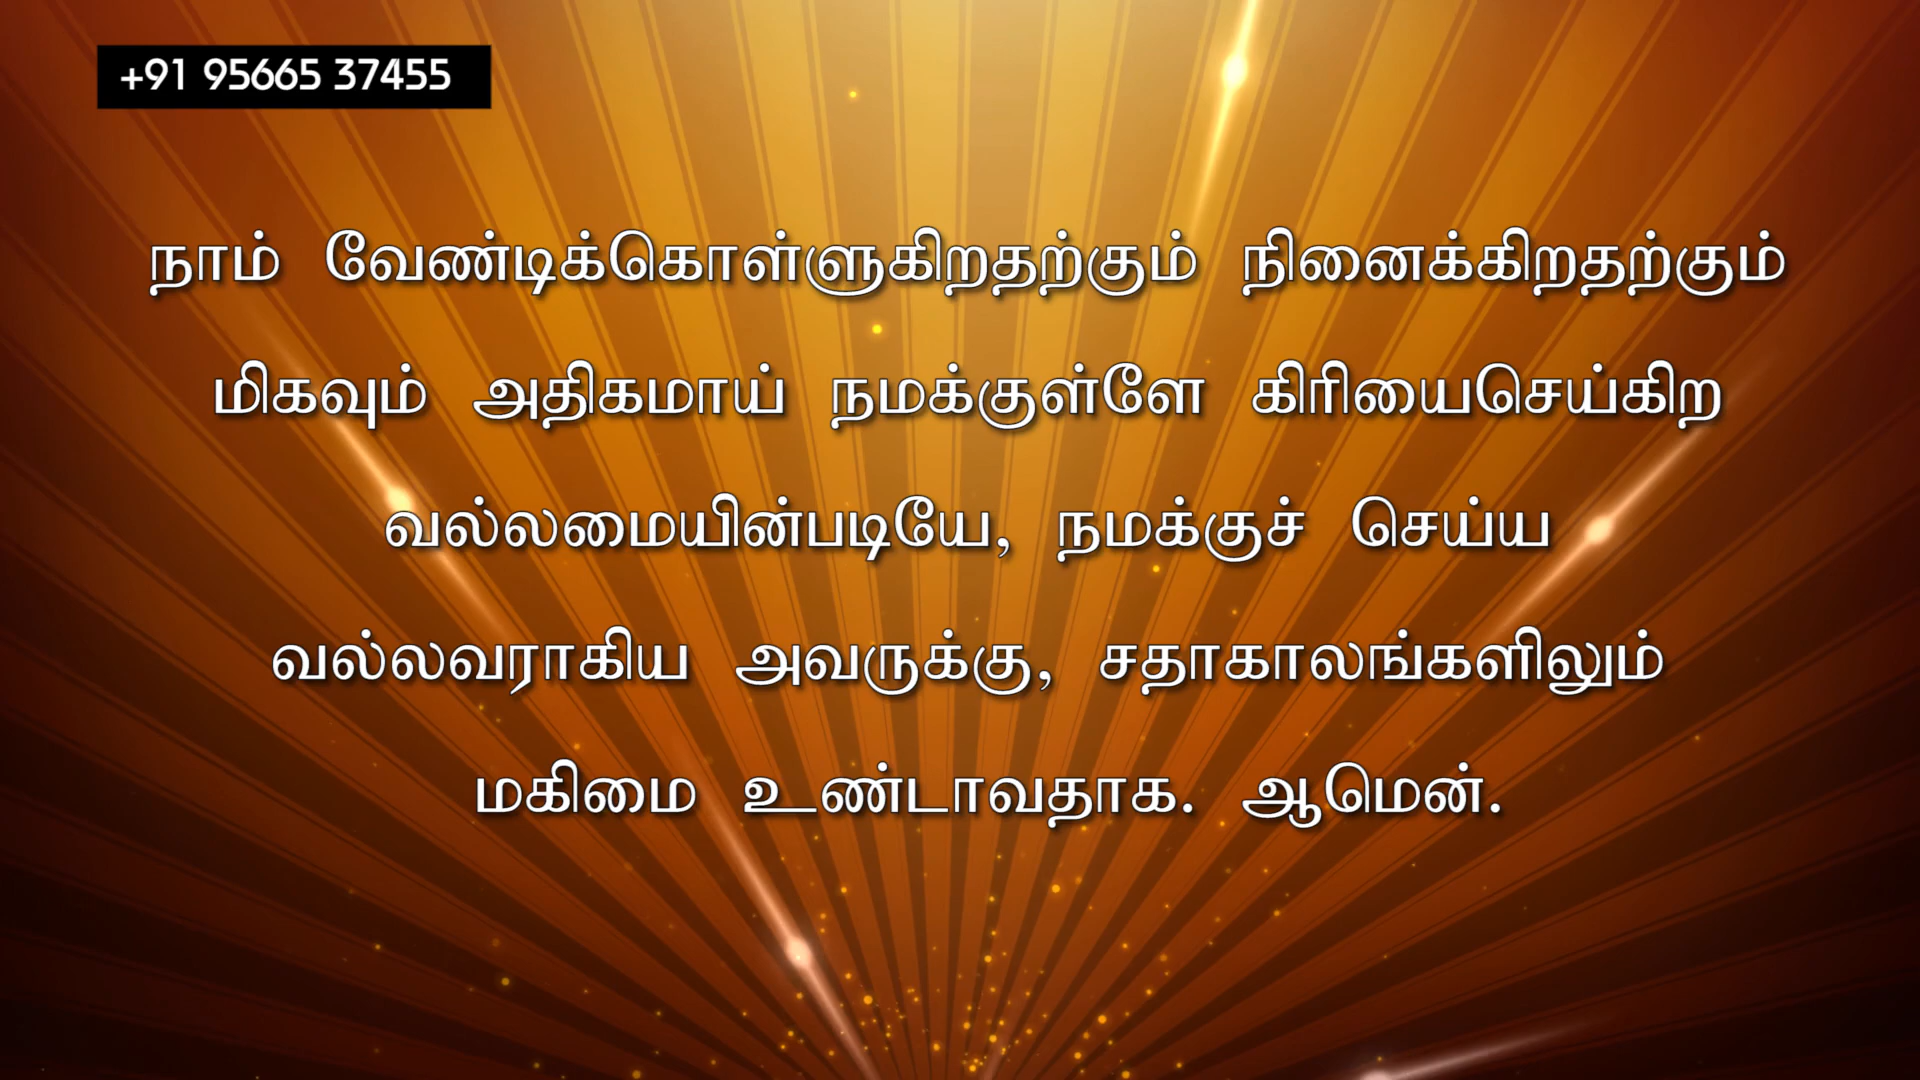 +91 95665 37455
நாம் வேண்டிக்கொள்ளுகிறதற்கும் நினைக்கிறதற்கும்
மிகவும் அதிகமாய் நமக்குள்ளே கிரியைசெய்கிற
வல்லமையின்படியே, நமக்குச் செய்ய
வல்லவராகிய அவருக்கு, சதாகாலங்களிலும்
மகிமை உண்டாவதாக. ஆமென்.